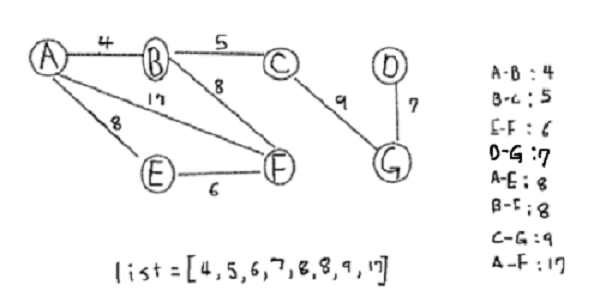 A 4 B 5 C D
17 8 9 7
8
E 6 F G
A-B : 4
B-C : 5
E-F : 6
D-G : 7
A-E : 8
B-F : 8
C-G : 9
A-F : 17
list = [4, 5, 6, 7, 8, 8, 9, 17]